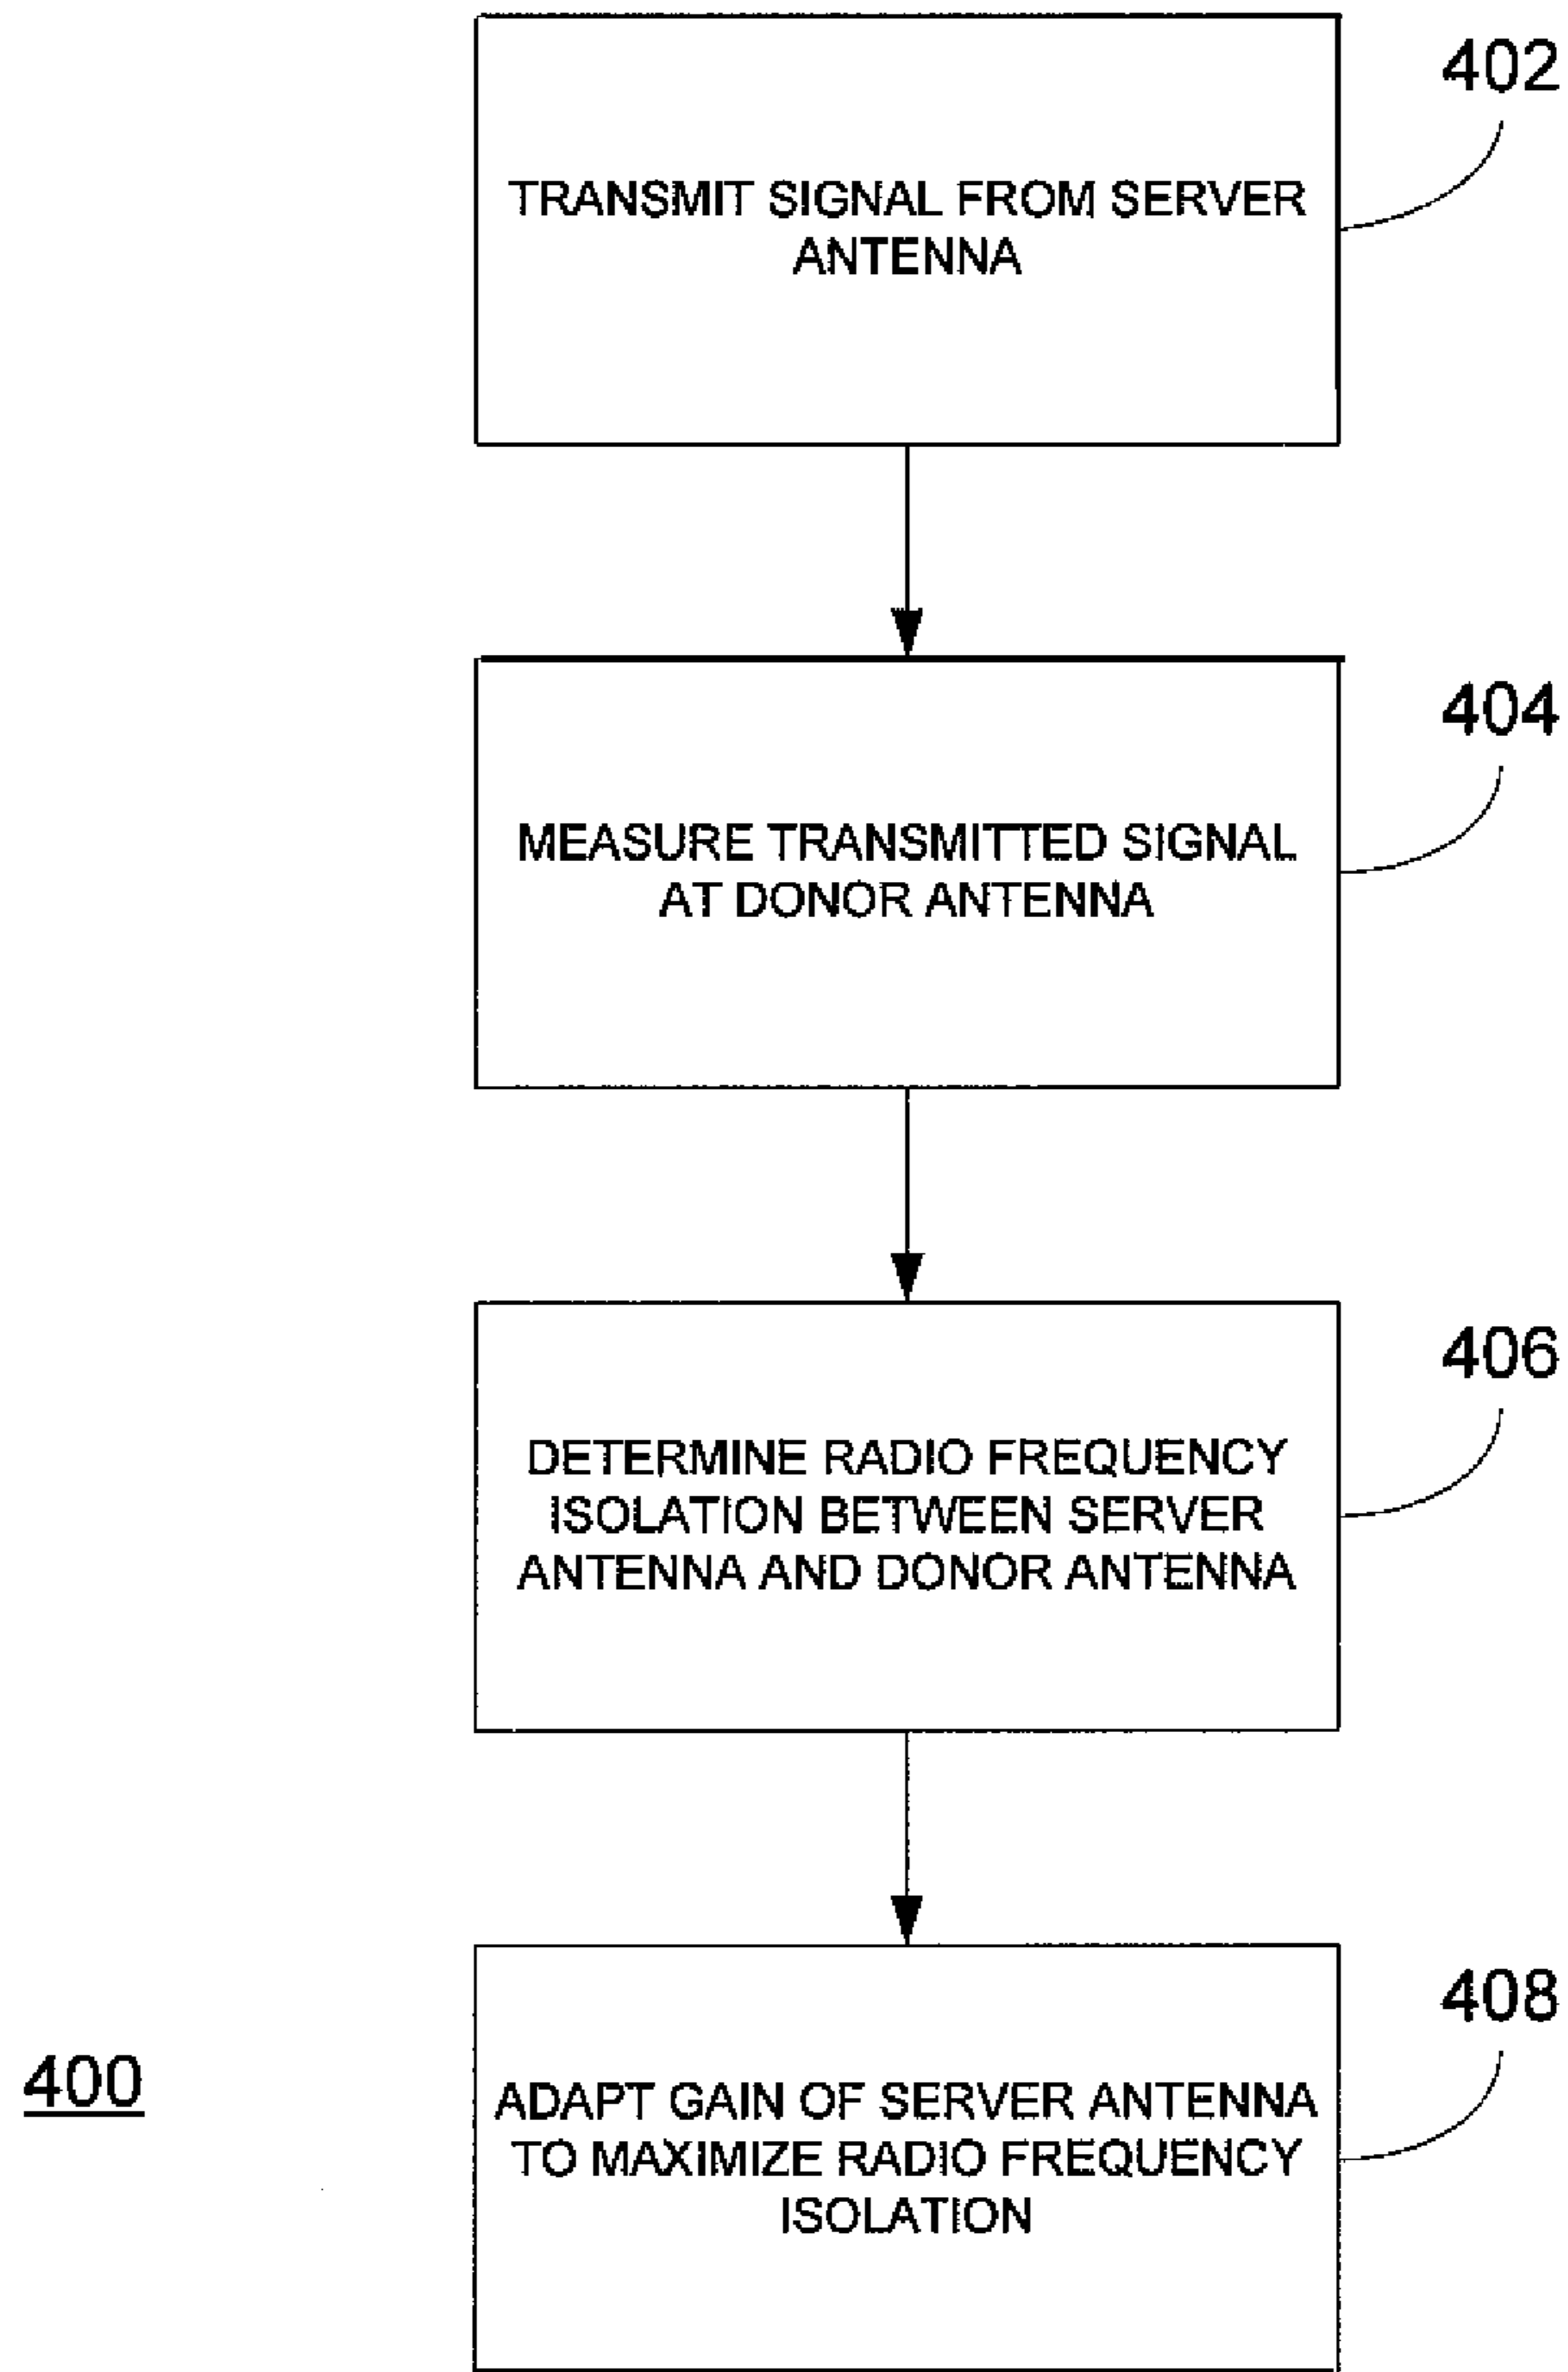 402
TRANSMIT SIGNAL FROM SERVER
ANTENNA
404
MEASURE TRANSMITTED SIGNAL
AT DONOR ANTENNA
406
DETERMINE RADIO FREQUENCY
ISOLATION BETWEEN SERVER
ANTENNA AND DONOR ANTENNA
408
400
ADAPT GAIN OF SERVER ANTENNA
TO MAXIMIZE RADIO FREQUENCY
ISOLATION